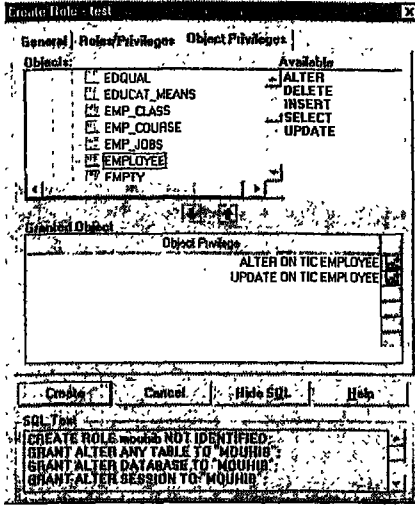 Create Role - test
General Roles/Privileges Object Privileges
Objects: Available
EDQUAL ALTER
EDUCAT_MEANS DELETE
EMP_CLASS INSERT
EMP_COURSE SELECT
EMP_JOBS UPDATE
EMPLOYEE
EMPTY
Granted Object
Object Privilege
ALTER ON TIC EMPLOYEE
UPDATE ON TIC EMPLOYEE
Create Cancel Hide SQL Help
SQL Text
CREATE ROLE mouhib NOT IDENTIFIED;
GRANT ALTER ANY TABLE TO "MOUHIB";
GRANT ALTER DATABASE TO "MOUHIB";
GRANT ALTER SESSION TO "MOUHIB";